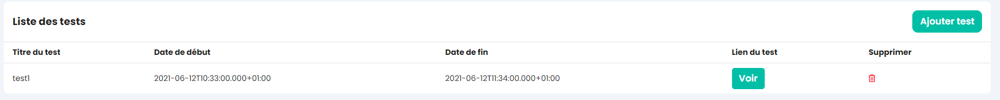 Liste des tests
Ajouter test
Titre du test Date de début Date de fin Lien du test Supprimer
test1 2021-06-12T10:33:00.000+01:00 2021-06-12T11:34:00.000+01:00 Voir